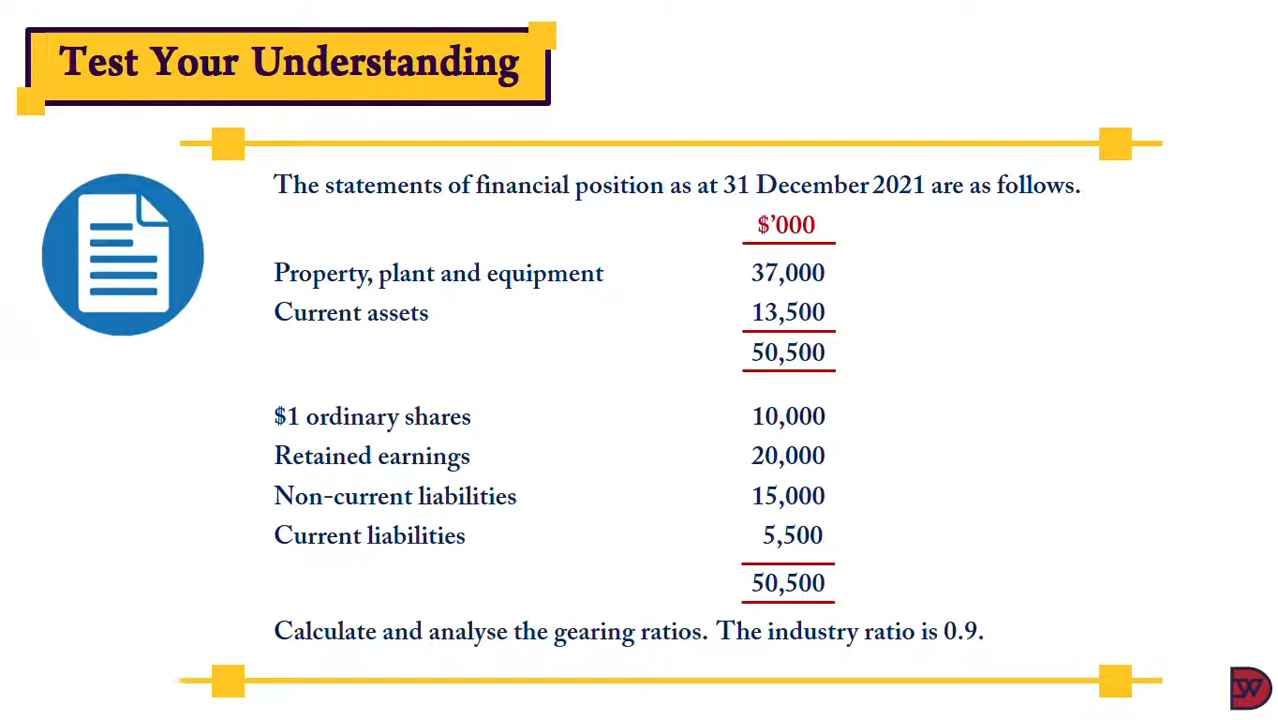 Test Your Understanding
The statements of financial position as at 31 December 2021 are as follows.
$’000
Property, plant and equipment 37,000
Current assets 13,500
50,500
$1 ordinary shares 10,000
Retained earnings 20,000
Non-current liabilities 15,000
Current liabilities 5,500
50,500
Calculate and analyse the gearing ratios. The industry ratio is 0.9.
DW